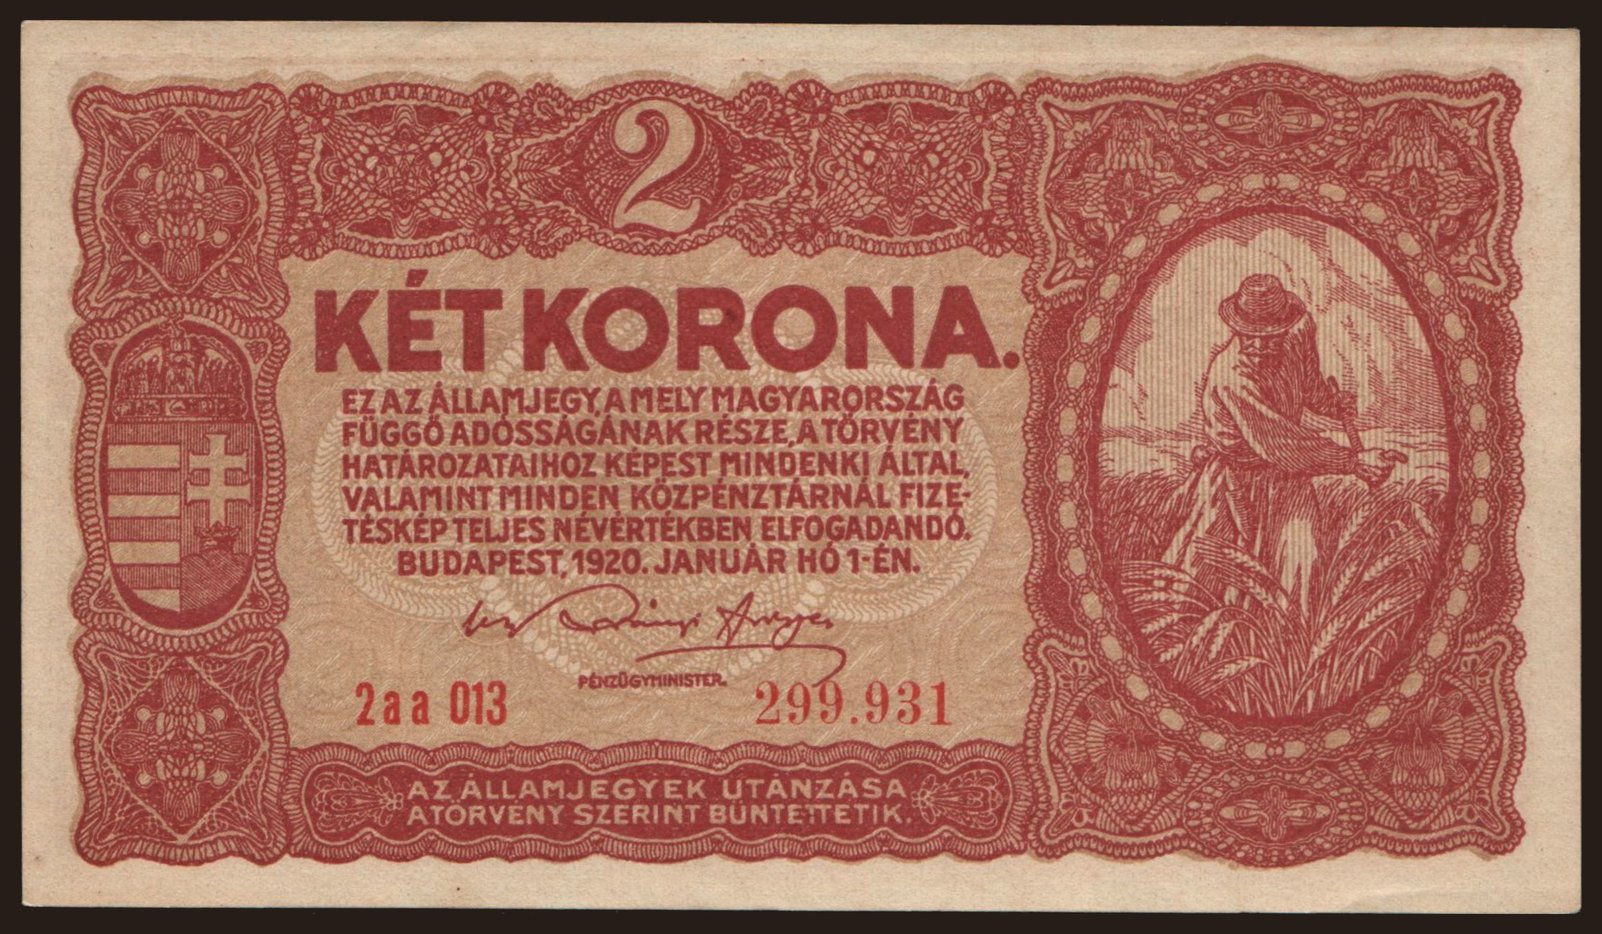 2
KÉT KORONA.
EZ AZ ÁLLAMJEGY, A MELY MAGYARORSZÁG
FÜGGŐ ADÓSSÁGÁNAK RÉSZE, A TÖRVÉNY
HATÁROZATAIHOZ KÉPEST MINDENKI ÁLTAL,
VALAMINT MINDEN KÖZPÉNZTÁRNÁL FIZE-
TÉSKÉP TELJES NÉVÉRTÉKBEN ELFOGADANDÓ.
BUDAPEST, 1920. JANUÁR HÓ 1-ÉN.
Korányi
PÉNZÜGYMINISTER.
2aa 013 299.931
AZ ÁLLAMJEGYEK UTÁNZÁSA
A TÖRVÉNY SZERINT BÜNTETTETIK.